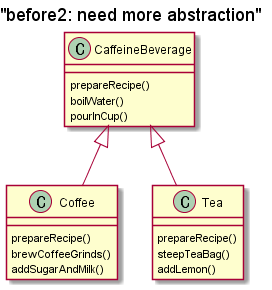 "before2: need more abstraction"
C CaffeineBeverage
prepareRecipe()
boilWater()
pourInCup()
C Coffee
prepareRecipe()
brewCoffeeGrinds()
addSugarAndMilk()
C Tea
prepareRecipe()
steepTeaBag()
addLemon()